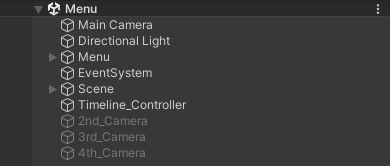 Menu
Main Camera
Directional Light
Menu
EventSystem
Scene
Timeline_Controller
2nd_Camera
3rd_Camera
4th_Camera